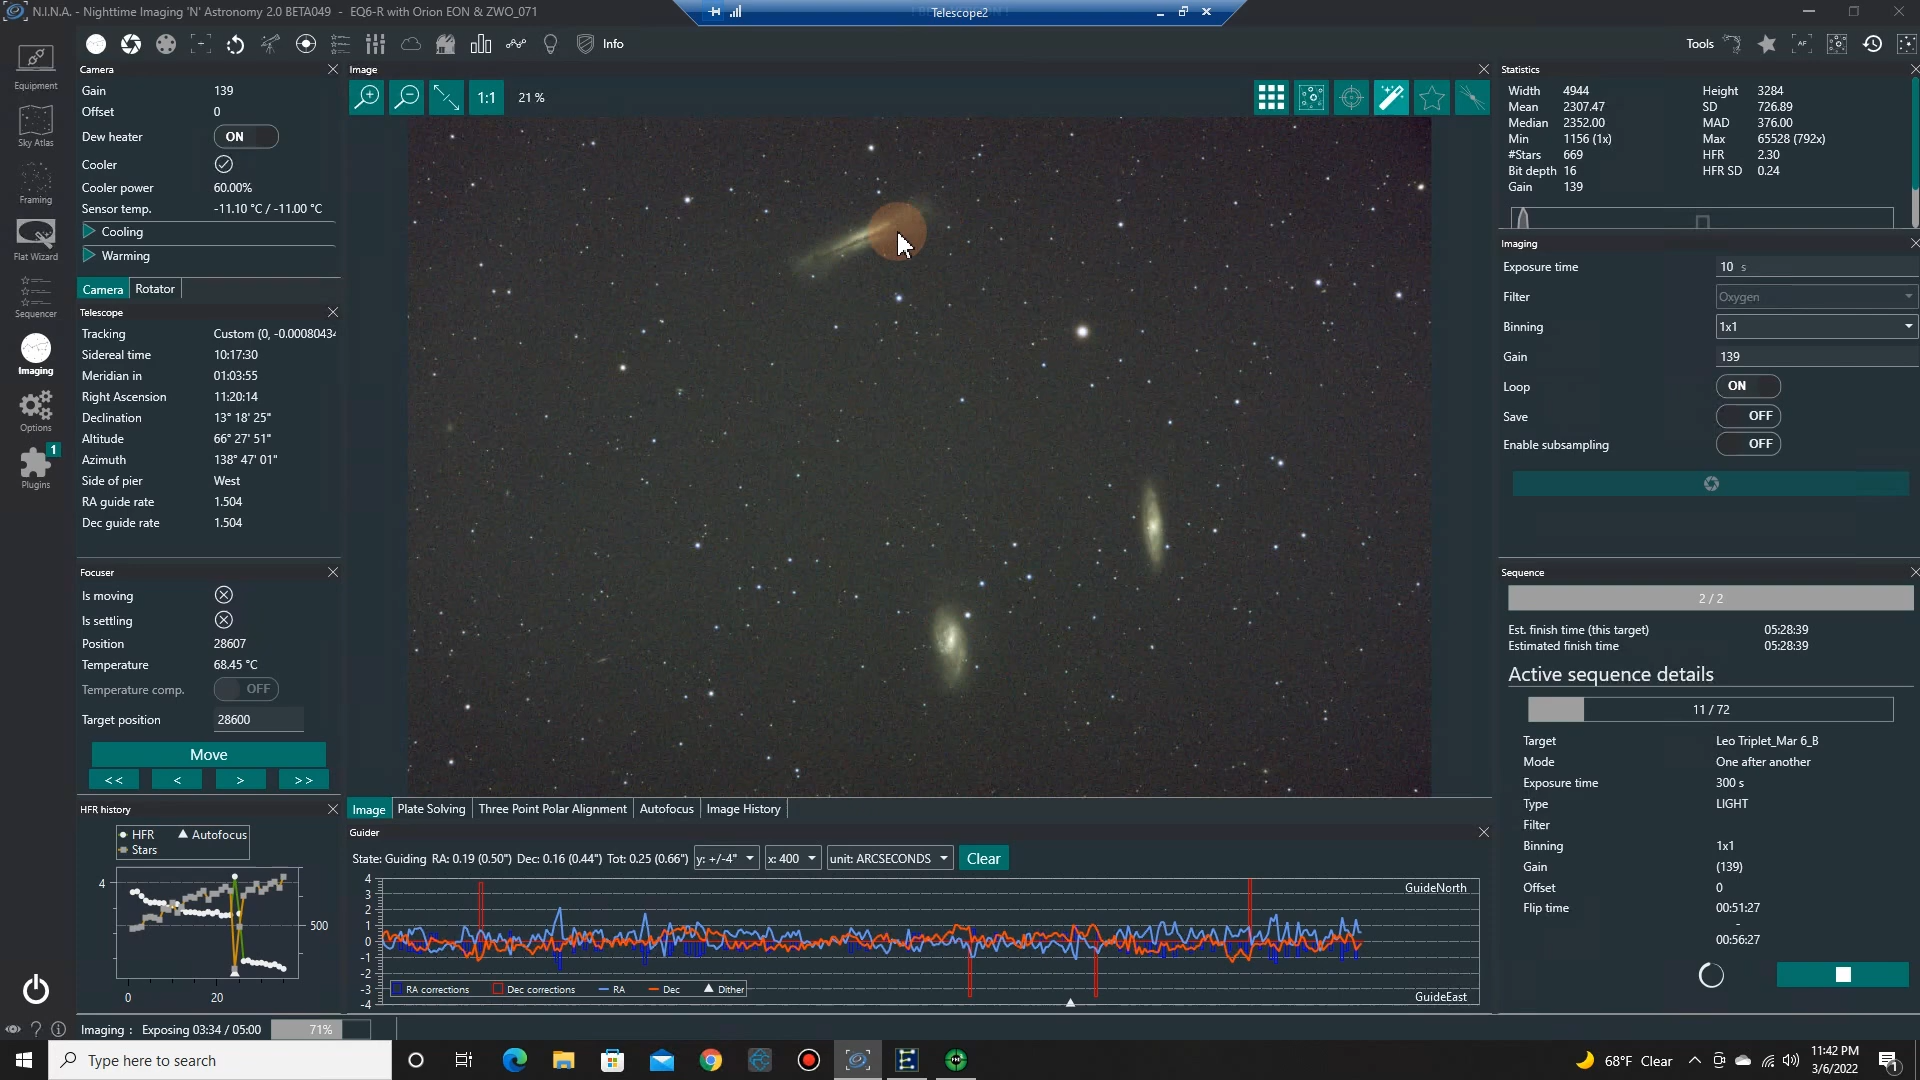 N.I.N.A. - Nighttime Imaging 'N' Astronomy 2.0 BETA049 - EQ6-R with Orion EON & ZWO_071
Telescope2
Info
Tools
AF
Equipment
Sky Atlas
Framing
Flat Wizard
Sequencer
Imaging
Options
1
Plugins
Camera
Gain 139
Offset 0
Dew heater ON
Cooler
Cooler power 60.00%
Sensor temp. -11.10 °C / -11.00 °C
Cooling
Warming
Camera Rotator
Telescope
Tracking Custom (0, -0.00080434
Sidereal time 10:17:30
Meridian in 01:03:55
Right Ascension 11:20:14
Declination 13° 18' 25"
Altitude 66° 27' 51"
Azimuth 138° 47' 01"
Side of pier West
RA guide rate 1.504
Dec guide rate 1.504
Focuser
Is moving
Is settling
Position 28607
Temperature 68.45 °C
Temperature comp. OFF
Target position 28600
Move
<< < > >>
HFR history
HFR Autofocus
Stars
4
500
0 20
Image
1:1 21 %
Image Plate Solving Three Point Polar Alignment Autofocus Image History
Guider
State: Guiding RA: 0.19 (0.50") Dec: 0.16 (0.44") Tot: 0.25 (0.66") y: +/-4" x: 400 unit: ARCSECONDS Clear
4
3
2
1
0
-1
-2
-3
-4
GuideNorth
GuideEast
RA corrections Dec corrections RA Dec Dither
Statistics
Width 4944 Height 3284
Mean 2307.47 SD 726.89
Median 2352.00 MAD 376.00
Min 1156 (1x) Max 65528 (792x)
#Stars 669 HFR 2.30
Bit depth 16 HFR SD 0.24
Gain 139
Imaging
Exposure time 10 s
Filter Oxygen
Binning 1x1
Gain 139
Loop ON
Save OFF
Enable subsampling OFF
Sequence
2 / 2
Est. finish time (this target) 05:28:39
Estimated finish time 05:28:39
Active sequence details
11 / 72
Target Leo Triplet_Mar 6_B
Mode One after another
Exposure time 300 s
Type LIGHT
Filter
Binning 1x1
Gain (139)
Offset 0
Flip time 00:51:27
-
00:56:27
Imaging : Exposing 03:34 / 05:00 71%
Type here to search
68°F Clear
11:42 PM
3/6/2022
1